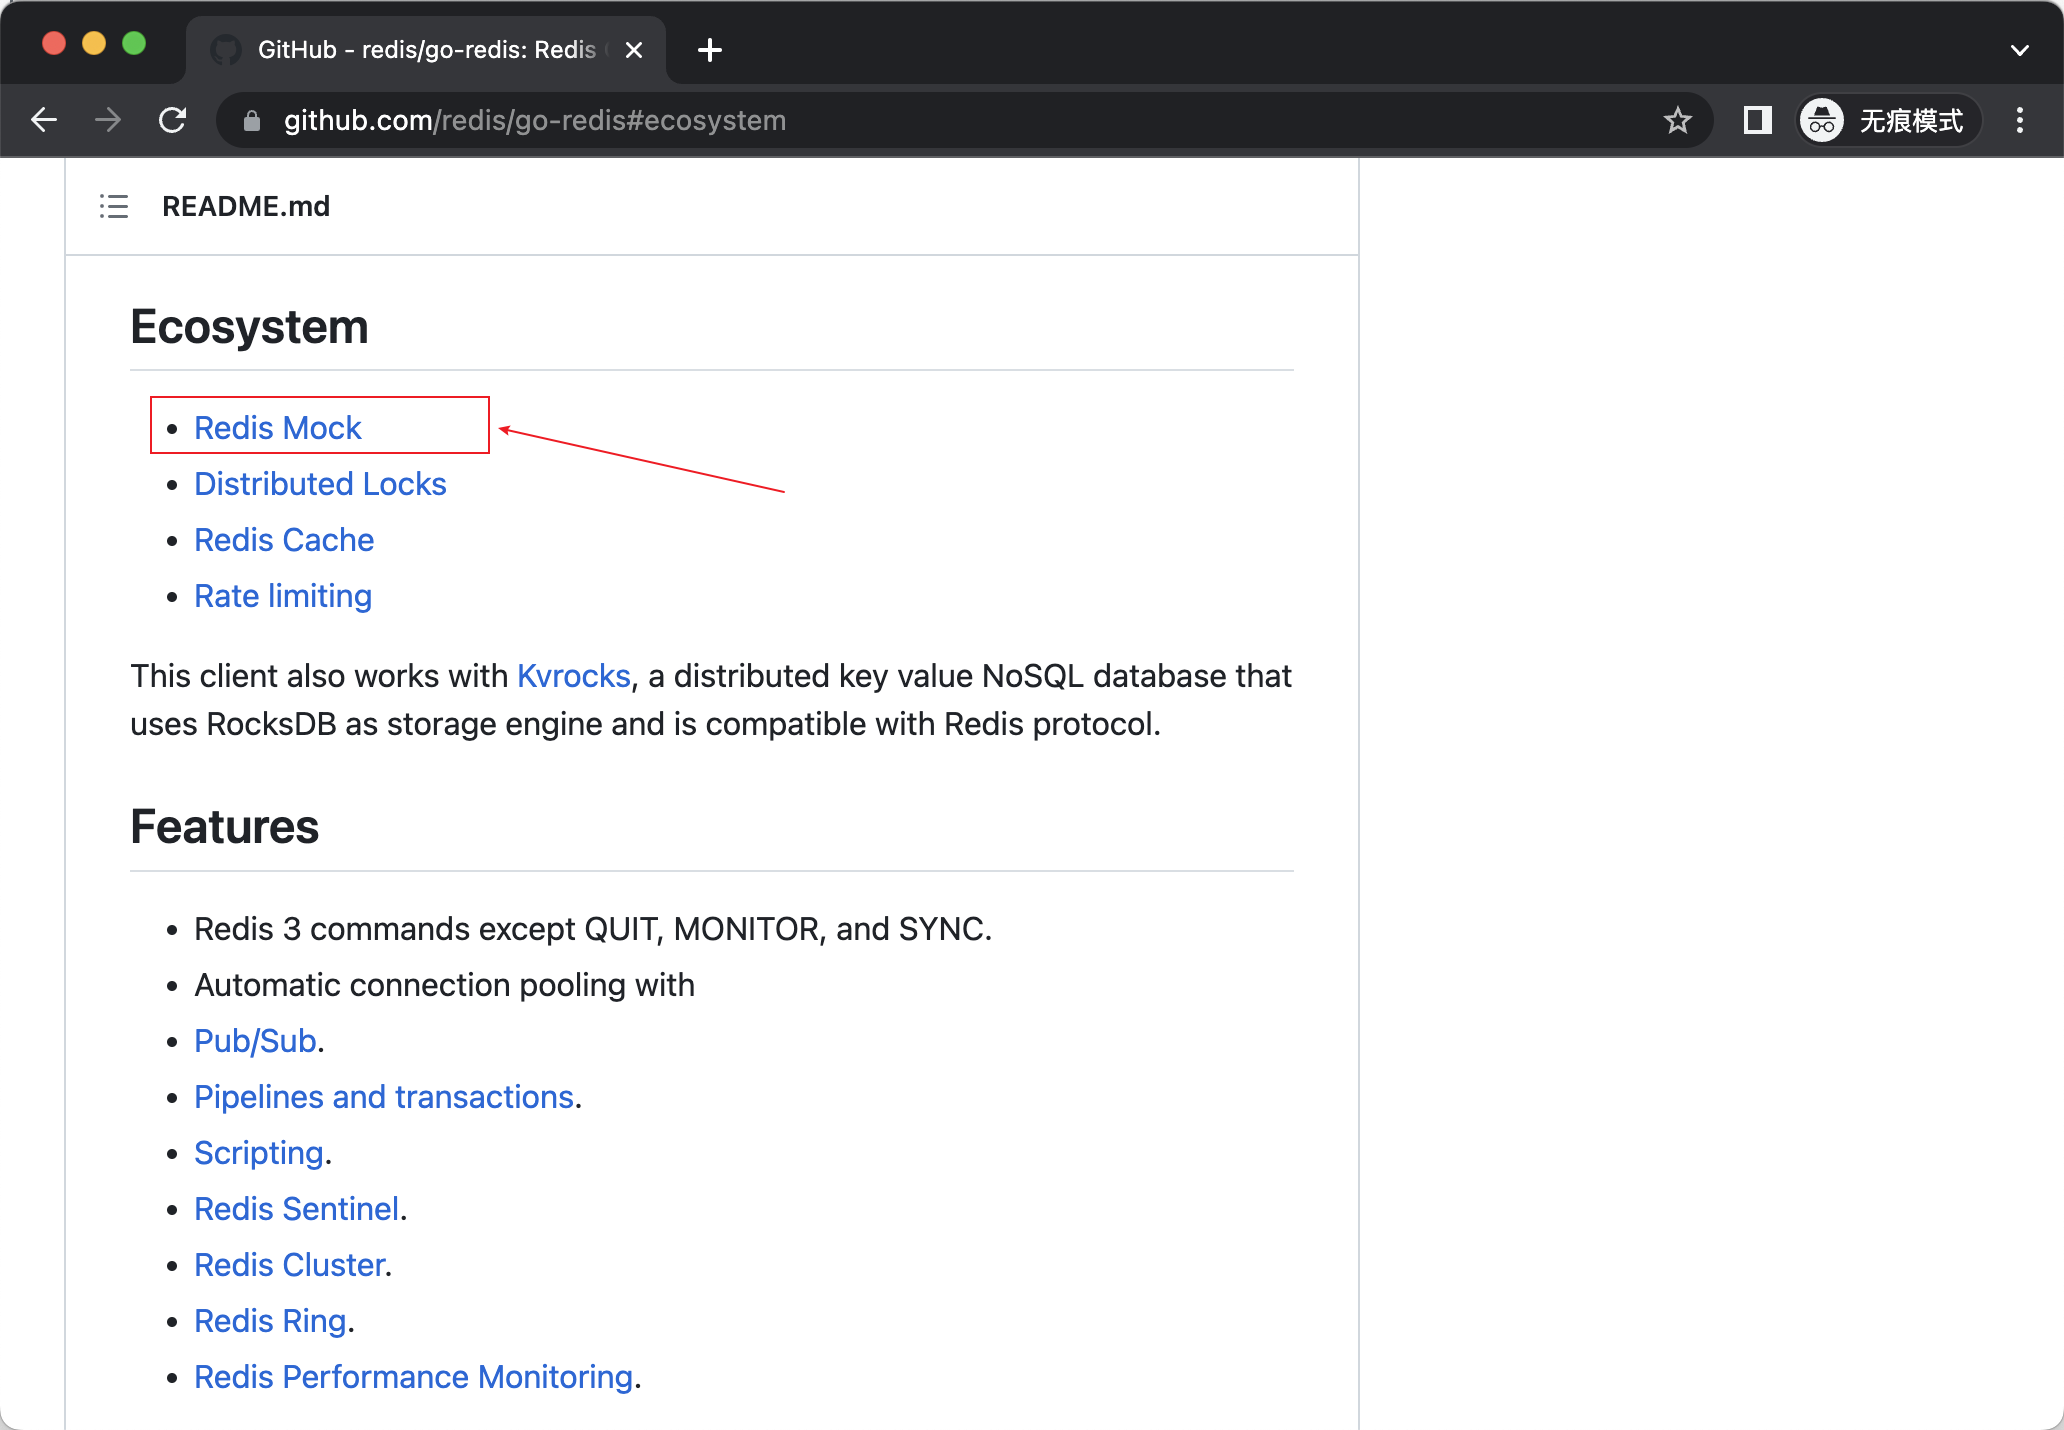 GitHub - redis/go-redis: Redis
github.com/redis/go-redis#ecosystem
无痕模式
README.md
Ecosystem
Redis Mock
Distributed Locks
Redis Cache
Rate limiting
This client also works with Kvrocks, a distributed key value NoSQL database that
uses RocksDB as storage engine and is compatible with Redis protocol.
Features
Redis 3 commands except QUIT, MONITOR, and SYNC.
Automatic connection pooling with
Pub/Sub.
Pipelines and transactions.
Scripting.
Redis Sentinel.
Redis Cluster.
Redis Ring.
Redis Performance Monitoring.